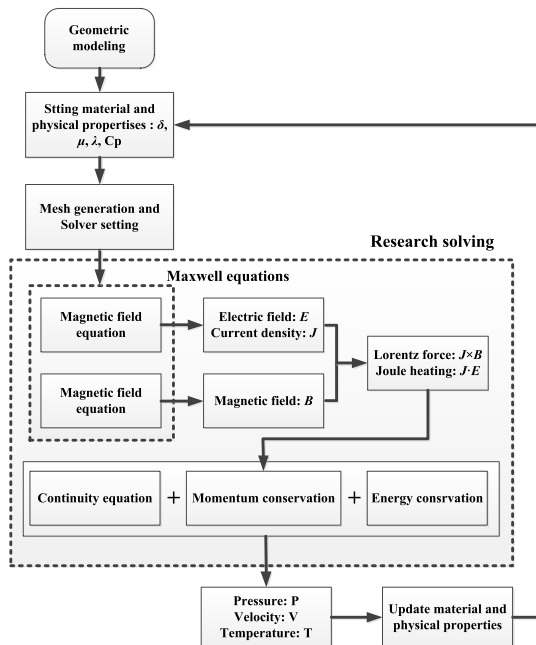 Geometric
modeling
Stting material and
physical propertises : δ,
μ, λ, Cp
Mesh generation and
Solver setting
Research solving
Maxwell equations
Magnetic field
equation
Electric field: E
Current density: J
Lorentz force: J×B
Joule heating: J·E
Magnetic field
equation
Magnetic field: B
Continuity equation
+
Momentum conservation
+
Energy consrvation
Pressure: P
Velocity: V
Temperature: T
Update material and
physical properties